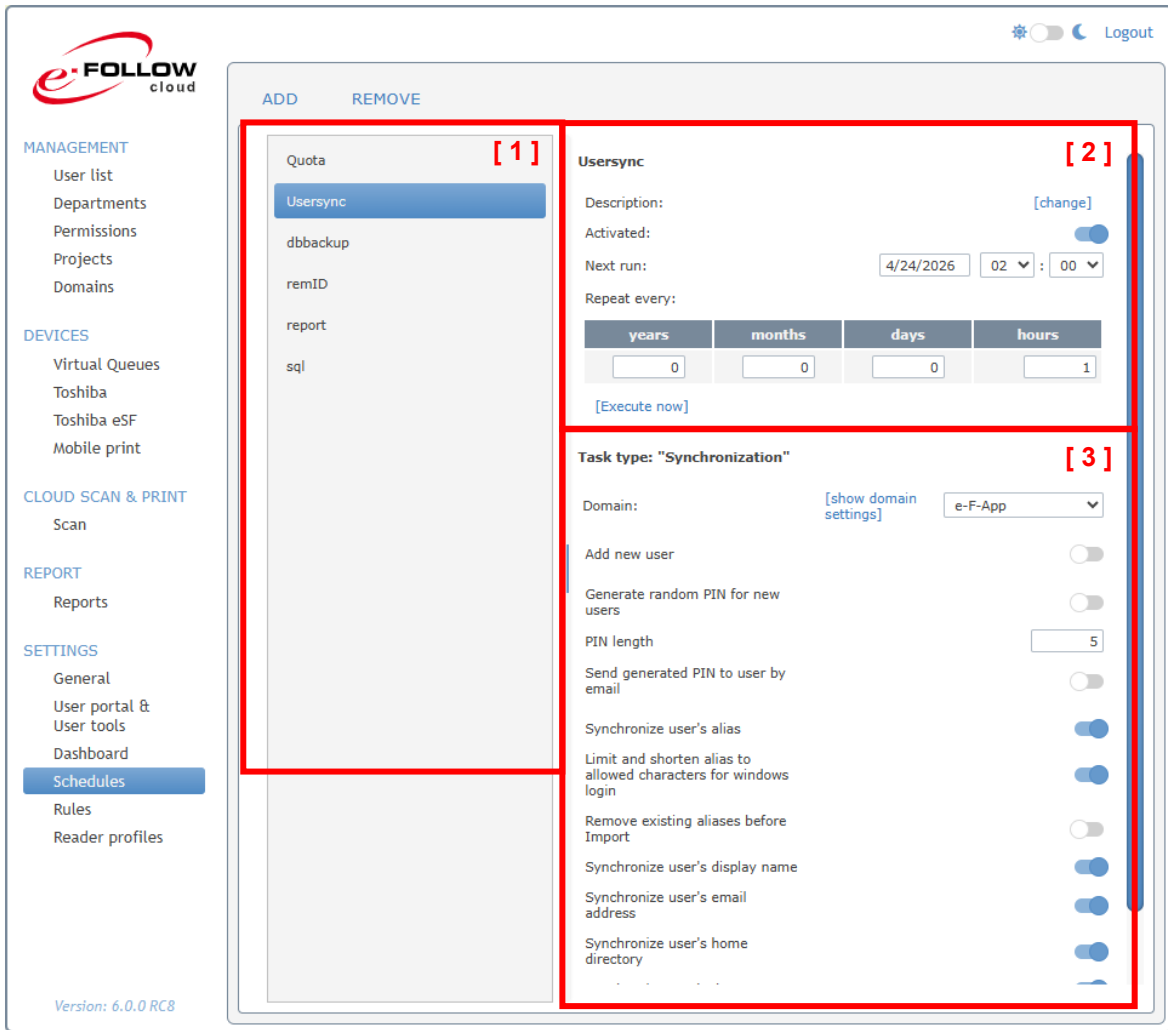 Logout
e-FOLLOW
cloud
ADD REMOVE
MANAGEMENT
User list
Departments
Permissions
Projects
Domains
DEVICES
Virtual Queues
Toshiba
Toshiba eSF
Mobile print
CLOUD SCAN & PRINT
Scan
REPORT
Reports
SETTINGS
General
User portal &
User tools
Dashboard
Schedules
Rules
Reader profiles
Version: 6.0.0 RC8
[ 1 ]
Quota
Usersync
dbbackup
remID
report
sql
[ 2 ]
Usersync
Description: [change]
Activated:
Next run: 4/24/2026 02 : 00
Repeat every:
years months days hours
0 0 0 1
[Execute now]
[ 3 ]
Task type: "Synchronization"
Domain: [show domain settings] e-F-App
Add new user
Generate random PIN for new
users
PIN length 5
Send generated PIN to user by
email
Synchronize user's alias
Limit and shorten alias to
allowed characters for windows
login
Remove existing aliases before
Import
Synchronize user's display name
Synchronize user's email
address
Synchronize user's home
directory